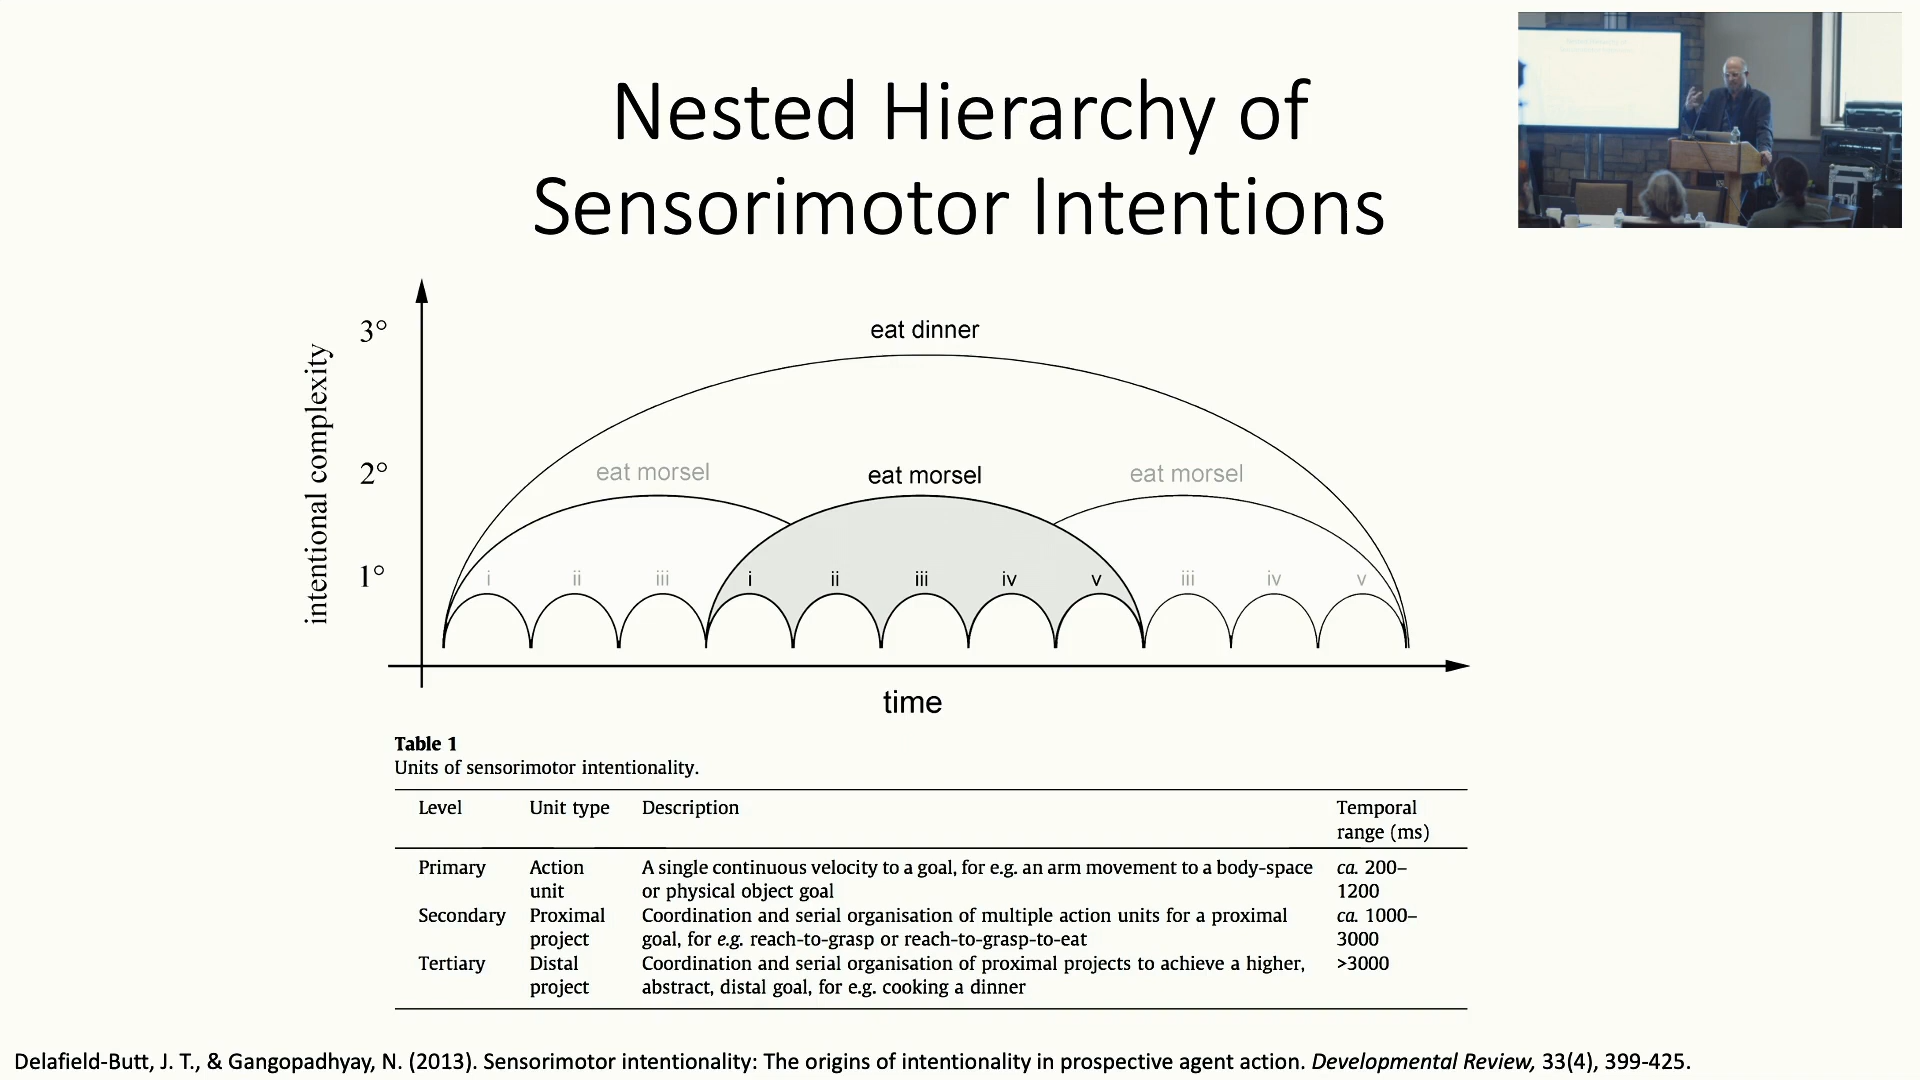 Nested Hierarchy of
Sensorimotor Intentions
intentional complexity
3°
eat dinner
2°
eat morsel eat morsel eat morsel
1°
i ii iii i ii iii iv v iii iv v
time
Table 1
Units of sensorimotor intentionality.
Level Unit type Description Temporal
range (ms)
Primary Action A single continuous velocity to a goal, for e.g. an arm movement to a body-space ca. 200–
unit or physical object goal 1200
Secondary Proximal Coordination and serial organisation of multiple action units for a proximal ca. 1000–
project goal, for e.g. reach-to-grasp or reach-to-grasp-to-eat 3000
Tertiary Distal Coordination and serial organisation of proximal projects to achieve a higher, >3000
project abstract, distal goal, for e.g. cooking a dinner
Delafield-Butt, J. T., & Gangopadhyay, N. (2013). Sensorimotor intentionality: The origins of intentionality in prospective agent action. Developmental Review, 33(4), 399-425.